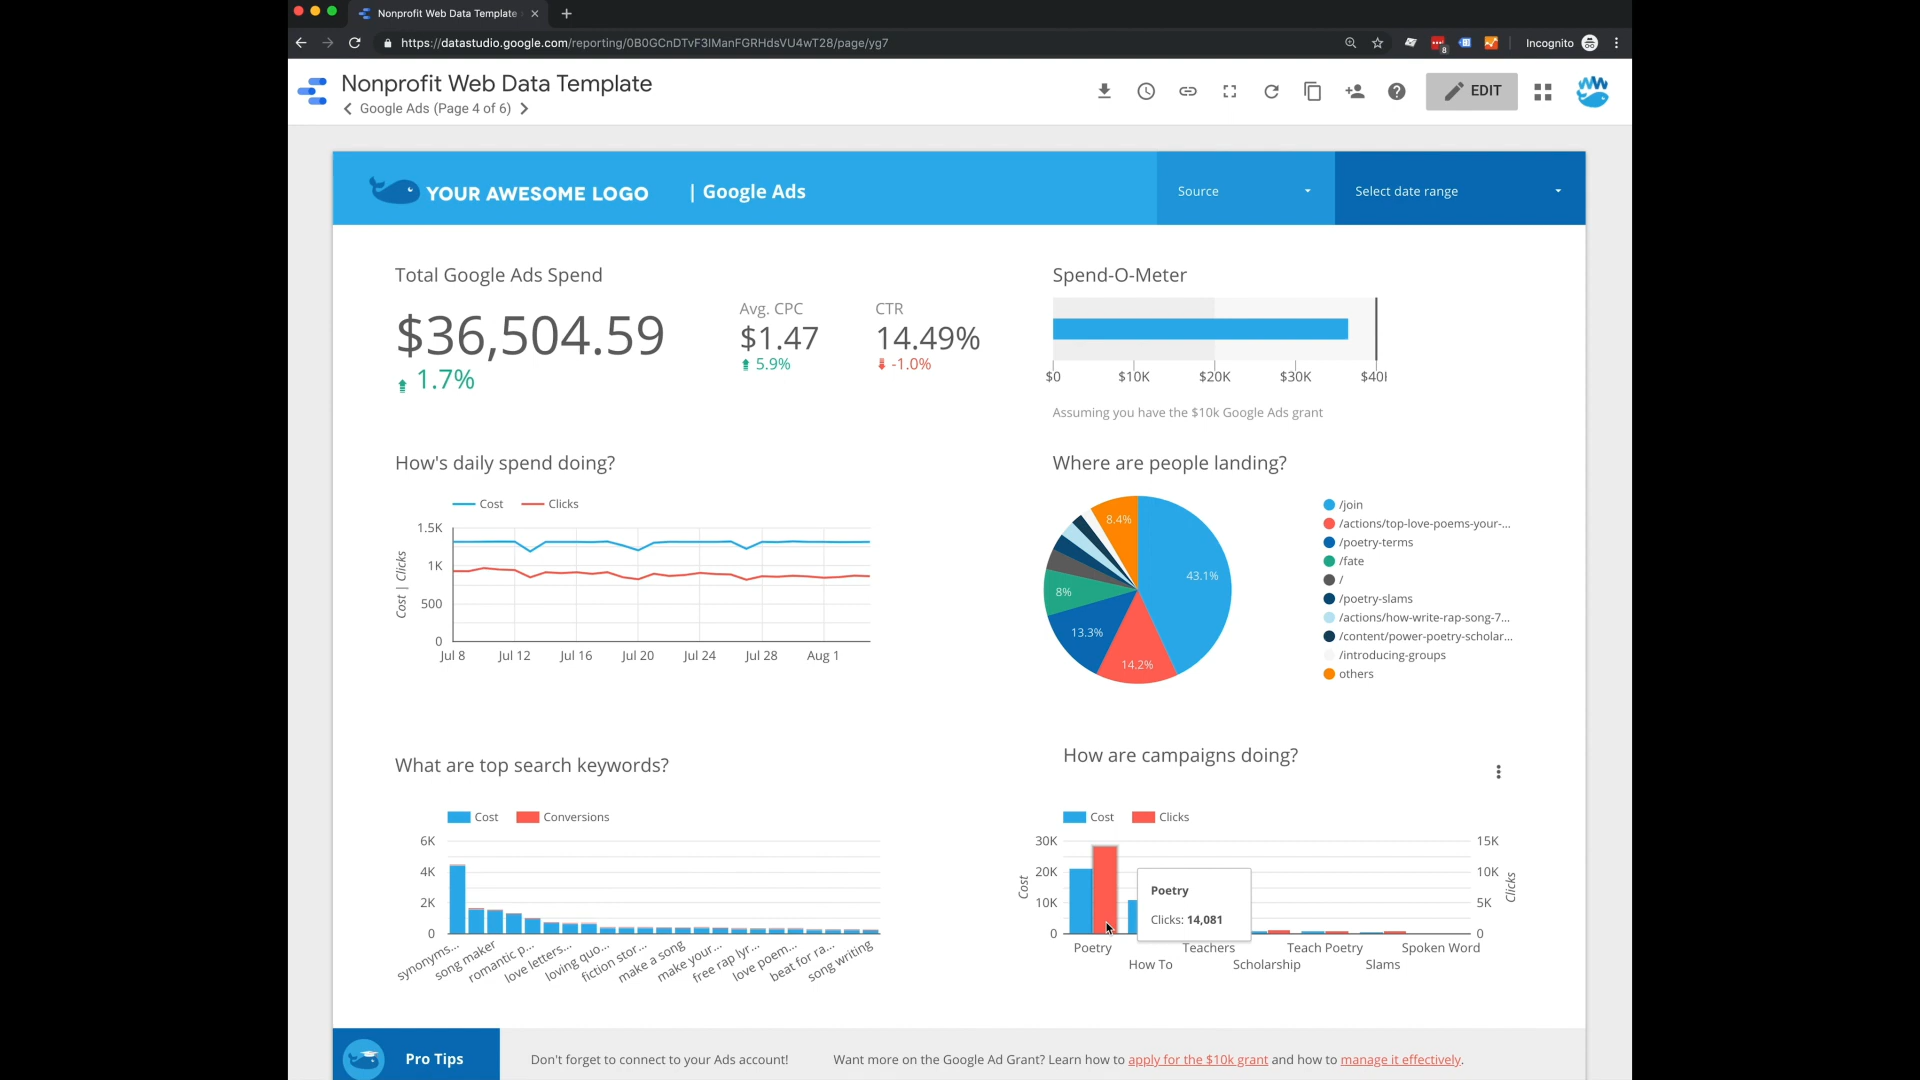 Nonprofit Web Data Template
https://datastudio.google.com/reporting/0B0GCnDTvF3IManFGRHdsVU4wT28/page/yg7
8
Incognito
Nonprofit Web Data Template
Google Ads (Page 4 of 6)
EDIT
YOUR AWESOME LOGO
| Google Ads
Source
Select date range
Total Google Ads Spend
$36,504.59
1.7%
Avg. CPC
$1.47
5.9%
CTR
14.49%
-1.0%
Spend-O-Meter
$0 $10K $20K $30K
Assuming you have the $10k Google Ads grant
How's daily spend doing?
Cost Clicks
1.5K
1K
500
0
Cost | Clicks
Jul 8 Jul 12 Jul 16 Jul 20 Jul 24 Jul 28 Aug 1
Where are people landing?
8.4%
43.1%
8%
13.3%
14.2%
/join
/actions/top-love-poems-your-...
/poetry-terms
/fate
/
/poetry-slams
/actions/how-write-rap-song-7...
/content/power-poetry-scholar...
/introducing-groups
others
What are top search keywords?
Cost Conversions
6K
4K
2K
0
synonyms...
song maker
romantic p...
love letters...
loving quo...
fiction stor...
make a song
make your...
free rap lyr...
love poem...
beat for ra...
song writing
How are campaigns doing?
Cost Clicks
30K
20K
10K
0
Cost
15K
10K
5K
0
Clicks
Poetry
Clicks: 14,081
Poetry Teachers Teach Poetry Spoken Word
How To Scholarship Slams
Pro Tips
Don't forget to connect to your Ads account!
Want more on the Google Ad Grant? Learn how to apply for the $10k grant and how to manage it effectively.